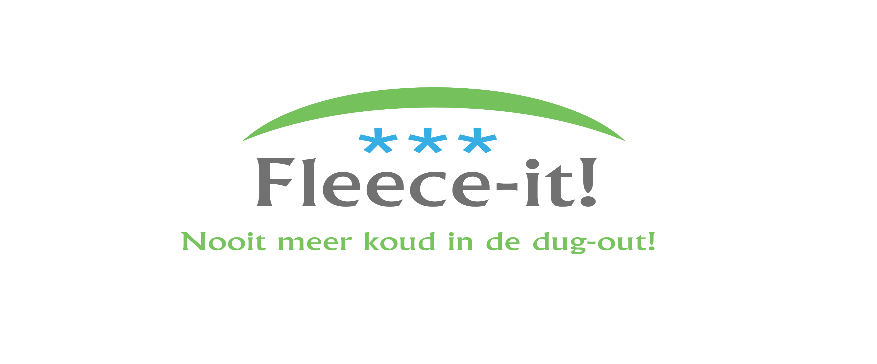 ***
Fleece-it!
Nooit meer koud in de dug-out!